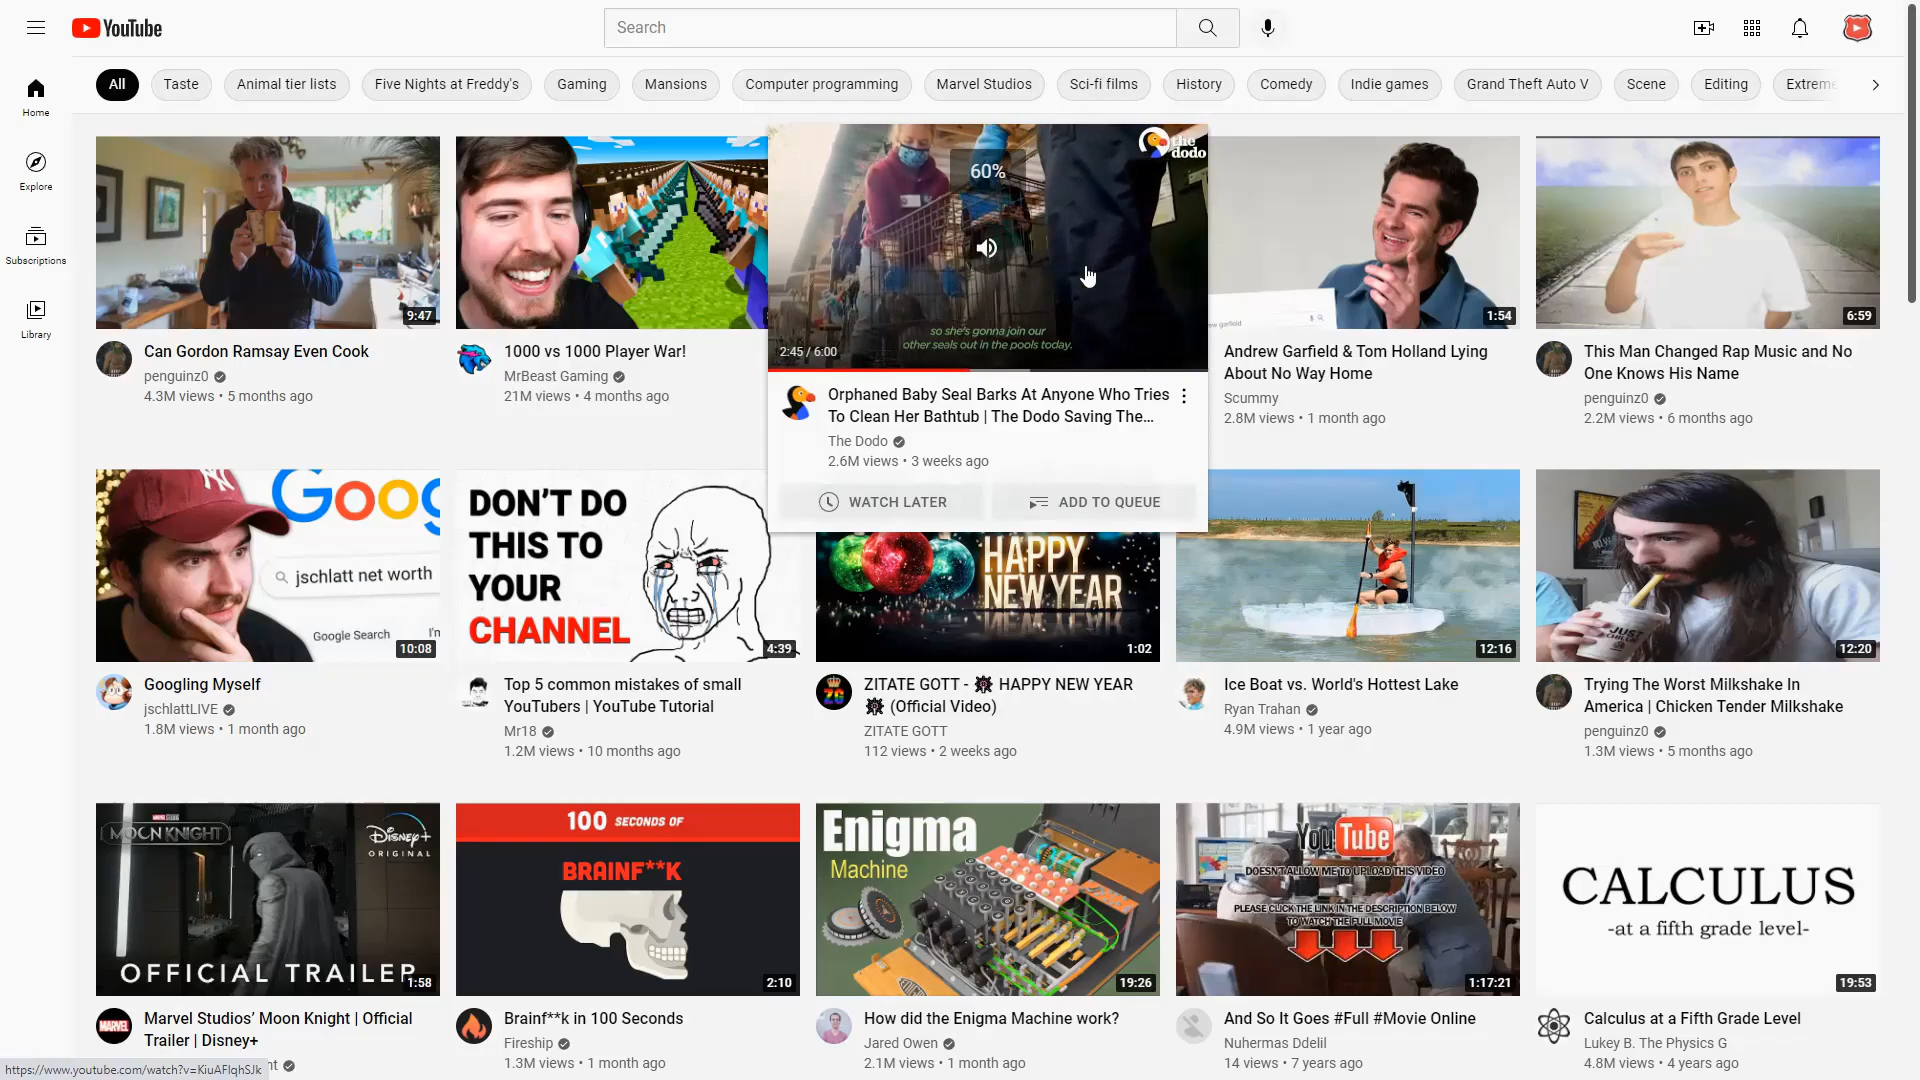 YouTube
Search
All
Taste
Animal tier lists
Five Nights at Freddy's
Gaming
Mansions
Computer programming
Marvel Studios
Sci-fi films
History
Comedy
Indie games
Grand Theft Auto V
Scene
Editing
Extreme
Home
Explore
Subscriptions
Library
9:47
Can Gordon Ramsay Even Cook
penguinz0
4.3M views • 5 months ago
1000 vs 1000 Player War!
MrBeast Gaming
21M views • 4 months ago
the
dodo
60%
so she's gonna join our
other seals out in the pools today.
2:45 / 6:00
Orphaned Baby Seal Barks At Anyone Who Tries
To Clean Her Bathtub | The Dodo Saving The...
The Dodo
2.6M views • 3 weeks ago
WATCH LATER
ADD TO QUEUE
garfield
1:54
Andrew Garfield & Tom Holland Lying
About No Way Home
Scummy
2.8M views • 1 month ago
6:59
This Man Changed Rap Music and No
One Knows His Name
penguinz0
2.2M views • 6 months ago
Goog
jschlatt net worth
Google Search
I'm
10:08
Googling Myself
jschlattLIVE
1.8M views • 1 month ago
DON'T DO
THIS TO
YOUR
CHANNEL
4:39
Top 5 common mistakes of small
YouTubers | YouTube Tutorial
Mr18
1.2M views • 10 months ago
HAPPY
NEW YEAR
1:02
ZITATE GOTT - HAPPY NEW YEAR
(Official Video)
ZITATE GOTT
112 views • 2 weeks ago
12:16
Ice Boat vs. World's Hottest Lake
Ryan Trahan
4.9M views • 1 year ago
JUST
12:20
Trying The Worst Milkshake In
America | Chicken Tender Milkshake
penguinz0
1.3M views • 5 months ago
MOON KNIGHT
Disney+
ORIGINAL
OFFICIAL TRAILER
1:58
MARVEL
Marvel Studios' Moon Knight | Official
Trailer | Disney+
100 SECONDS OF
BRAINF**K
2:10
Brainf**k in 100 Seconds
Fireship
1.3M views • 1 month ago
Enigma
Machine
19:26
How did the Enigma Machine work?
Jared Owen
2.1M views • 1 month ago
YouTube
DOESN'T ALLOW ME TO UPLOAD THIS VIDEO
PLEASE CLICK THE LINK IN THE DESCRIPTION BELOW
TO WATCH THE FULL MOVIE
1:17:21
And So It Goes #Full #Movie Online
Nuhermas Ddelil
14 views • 7 years ago
CALCULUS
-at a fifth grade level-
19:53
Calculus at a Fifth Grade Level
Lukey B. The Physics G
4.8M views • 4 years ago
https://www.youtube.com/watch?v=KiuAFlqhSJk